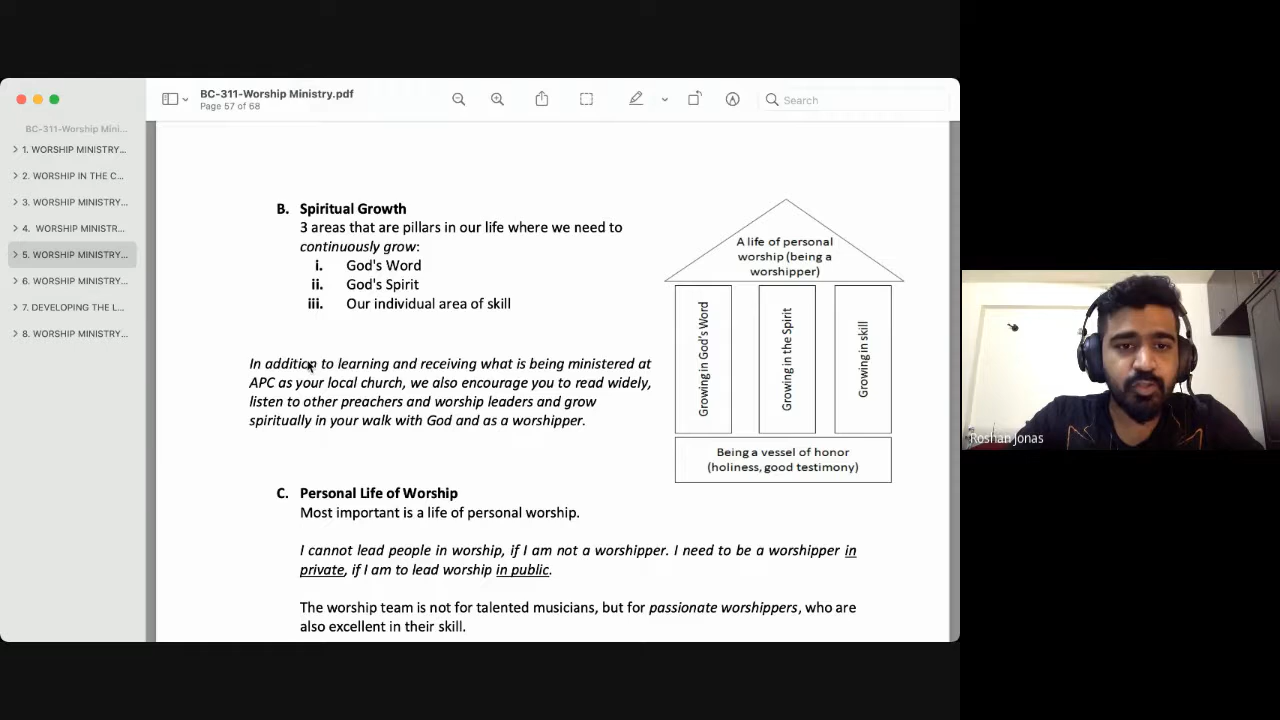 BC-311-Worship Ministry.pdf
Page 57 of 68
Search
BC-311-Worship Mini...
1. WORSHIP MINISTRY...
2. WORSHIP IN THE C...
3. WORSHIP MINISTRY...
4. WORSHIP MINISTR...
5. WORSHIP MINISTRY...
6. WORSHIP MINISTRY...
7. DEVELOPING THE L...
8. WORSHIP MINISTRY...
B. Spiritual Growth
3 areas that are pillars in our life where we need to
continuously grow:
i. God's Word
ii. God's Spirit
iii. Our individual area of skill
In addition to learning and receiving what is being ministered at
APC as your local church, we also encourage you to read widely,
listen to other preachers and worship leaders and grow
spiritually in your walk with God and as a worshipper.
A life of personal
worship (being a
worshipper)
Growing in God's Word
Growing in the Spirit
Growing in skill
Being a vessel of honor
(holiness, good testimony)
C. Personal Life of Worship
Most important is a life of personal worship.
I cannot lead people in worship, if I am not a worshipper. I need to be a worshipper in
private, if I am to lead worship in public.
The worship team is not for talented musicians, but for passionate worshippers, who are
also excellent in their skill.
Roshan Jonas